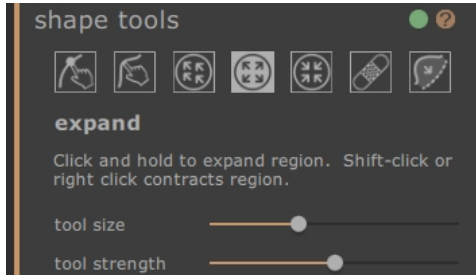 shape tools
expand
Click and hold to expand region. Shift-click or
right click contracts region.
tool size
tool strength